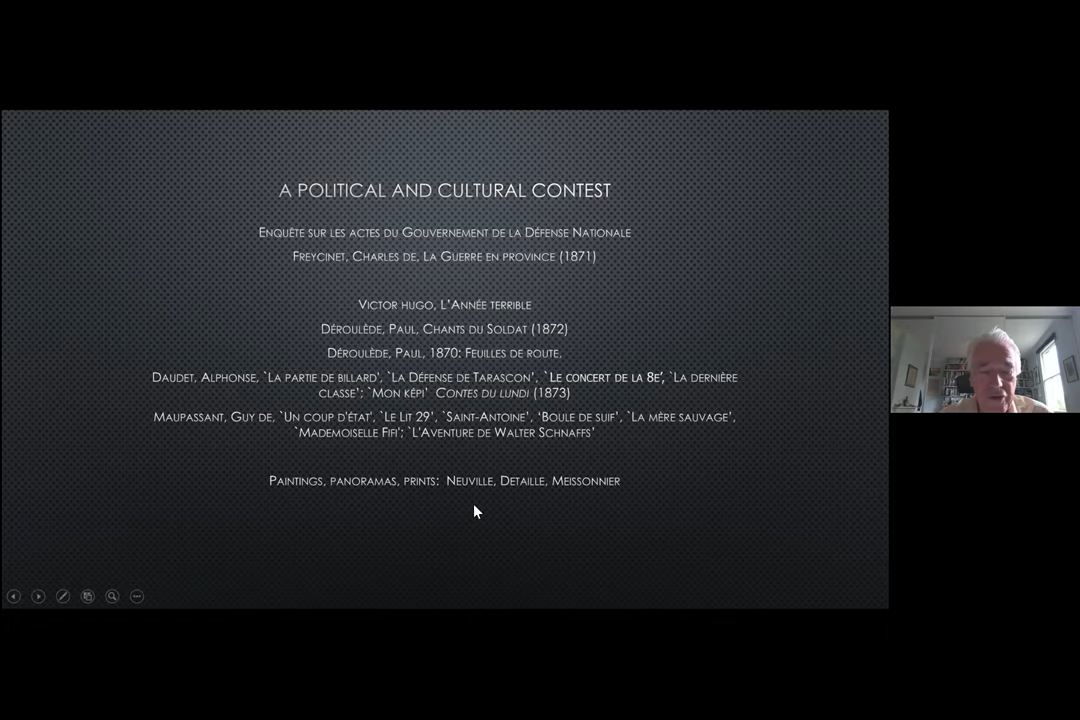 A POLITICAL AND CULTURAL CONTEST
ENQUÊTE SUR LES ACTES DU GOUVERNEMENT DE LA DÉFENSE NATIONALE
FREYCINET, CHARLES DE, LA GUERRE EN PROVINCE (1871)
VICTOR HUGO, L'ANNÉE TERRIBLE
DÉROULÈDE, PAUL, CHANTS DU SOLDAT (1872)
DÉROULÈDE, PAUL, 1870: FEUILLES DE ROUTE,
DAUDET, ALPHONSE, `LA PARTIE DE BILLARD', `LA DÉFENSE DE TARASCON', `LE CONCERT DE LA 8E', `LA DERNIÈRE
CLASSE'; `MON KÉPI' CONTES DU LUNDI (1873)
MAUPASSANT, GUY DE, `UN COUP D'ÉTAT', `LE LIT 29', `SAINT-ANTOINE', 'BOULE DE SUIF', `LA MÈRE SAUVAGE',
`MADEMOISELLE FIFI'; `L'AVENTURE DE WALTER SCHNAFFS'
PAINTINGS, PANORAMAS, PRINTS: NEUVILLE, DETAILLE, MEISSONNIER